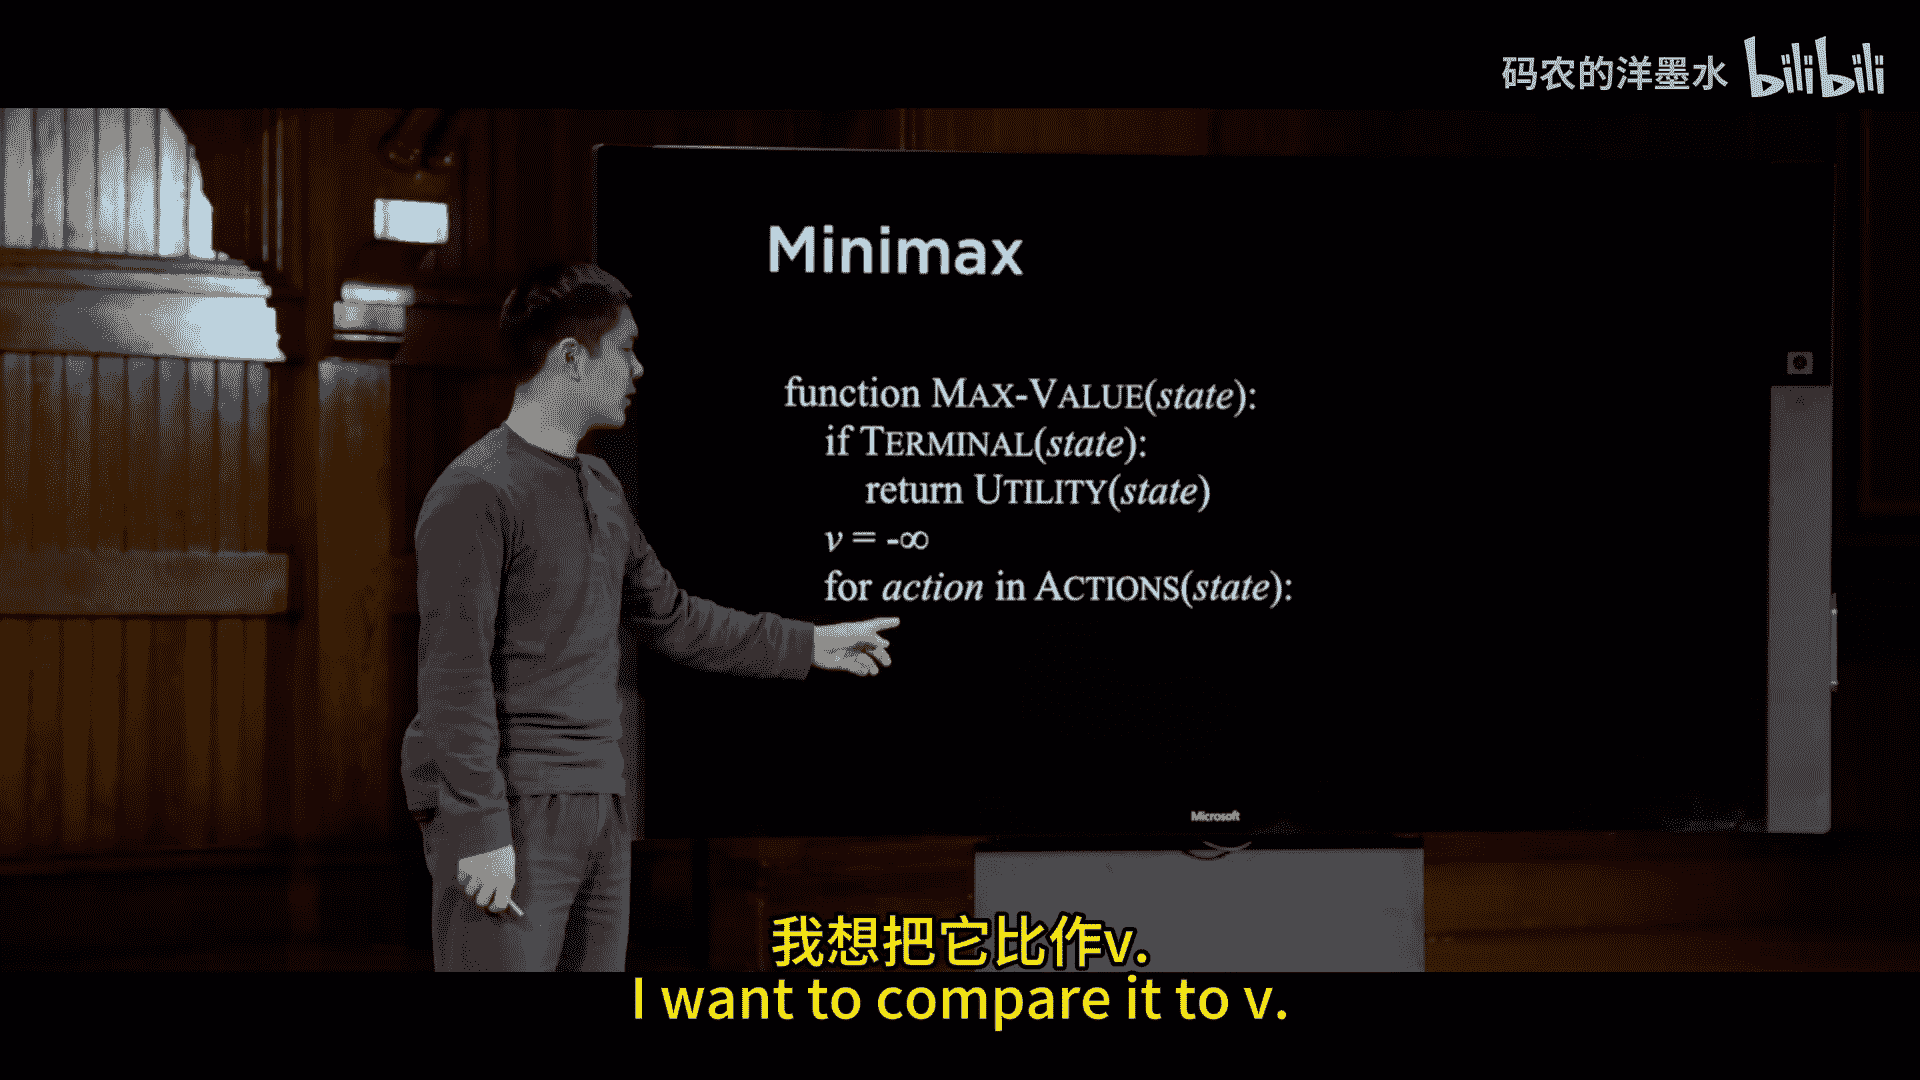 码农的洋墨水 bilibili
Minimax
function MAX-VALUE(state):
if TERMINAL(state):
return UTILITY(state)
v = -∞
for action in ACTIONS(state):
Microsoft
我想把它比作v.
I want to compare it to v.